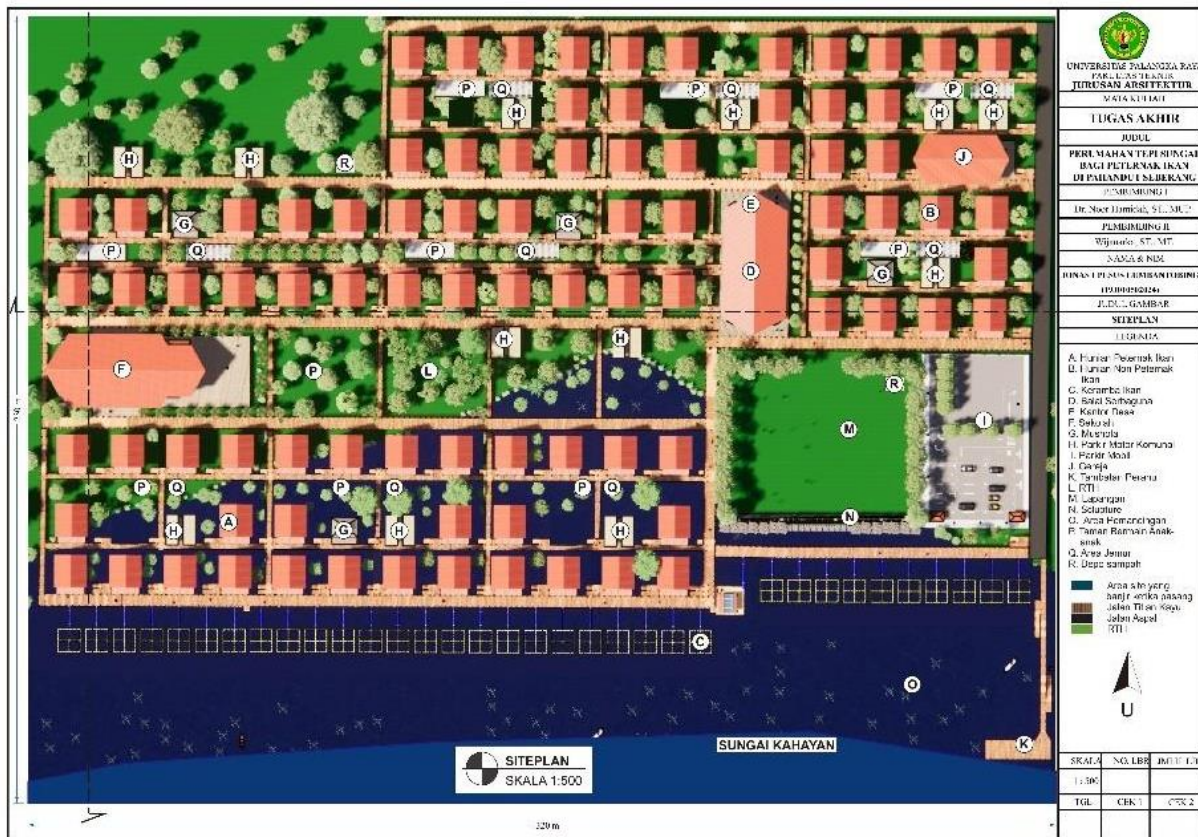 UNIVERSITAS PALANGKA RAYA
FAKULTAS TEKNIK
JURUSAN ARSITEKTUR
MATA KULIAH
TUGAS AKHIR
JUDUL
PERUMAHAN TEPI SUNGAI
BAGI PETERNAK IKAN
DI PAHANDUT SEBERANG
PEMBIMBING I
PEMBIMBING II
NAMA & NIM
JUDUL GAMBAR
SITEPLAN
LEGENDA
A. Hunian Peternak Ikan
B. Hunian Non Peternak
Ikan
C. Keramba Ikan
D. Balai Serbaguna
E. Kantor Desa
F. Sekolah
G. Mushola
H. Parkir Motor Komunal
I. Parkir Mobil
J. Gereja
K. Tambatan Perahu
L. RTH
M. Lapangan
N. Sclupture
O. Area Pemancingan
P. Taman Bermain Anak-
anak
Q. Area Jemur
R. Depo sampah
Area site yang
banjir ketika pasang
Jalan Titian Kayu
Jalan Aspal
RTH
U
SKALA NO. LBR
1 : 500
TGL CEK 1 CEK 2
P Q P Q P Q
H H H H
H H R J
E B
G G
P Q P Q D P Q
G H
H H
F P L R
M I
P Q P Q P Q
H A G H H N
C
O
K
SUNGAI KAHAYAN
SITEPLAN
SKALA 1:500
320 m